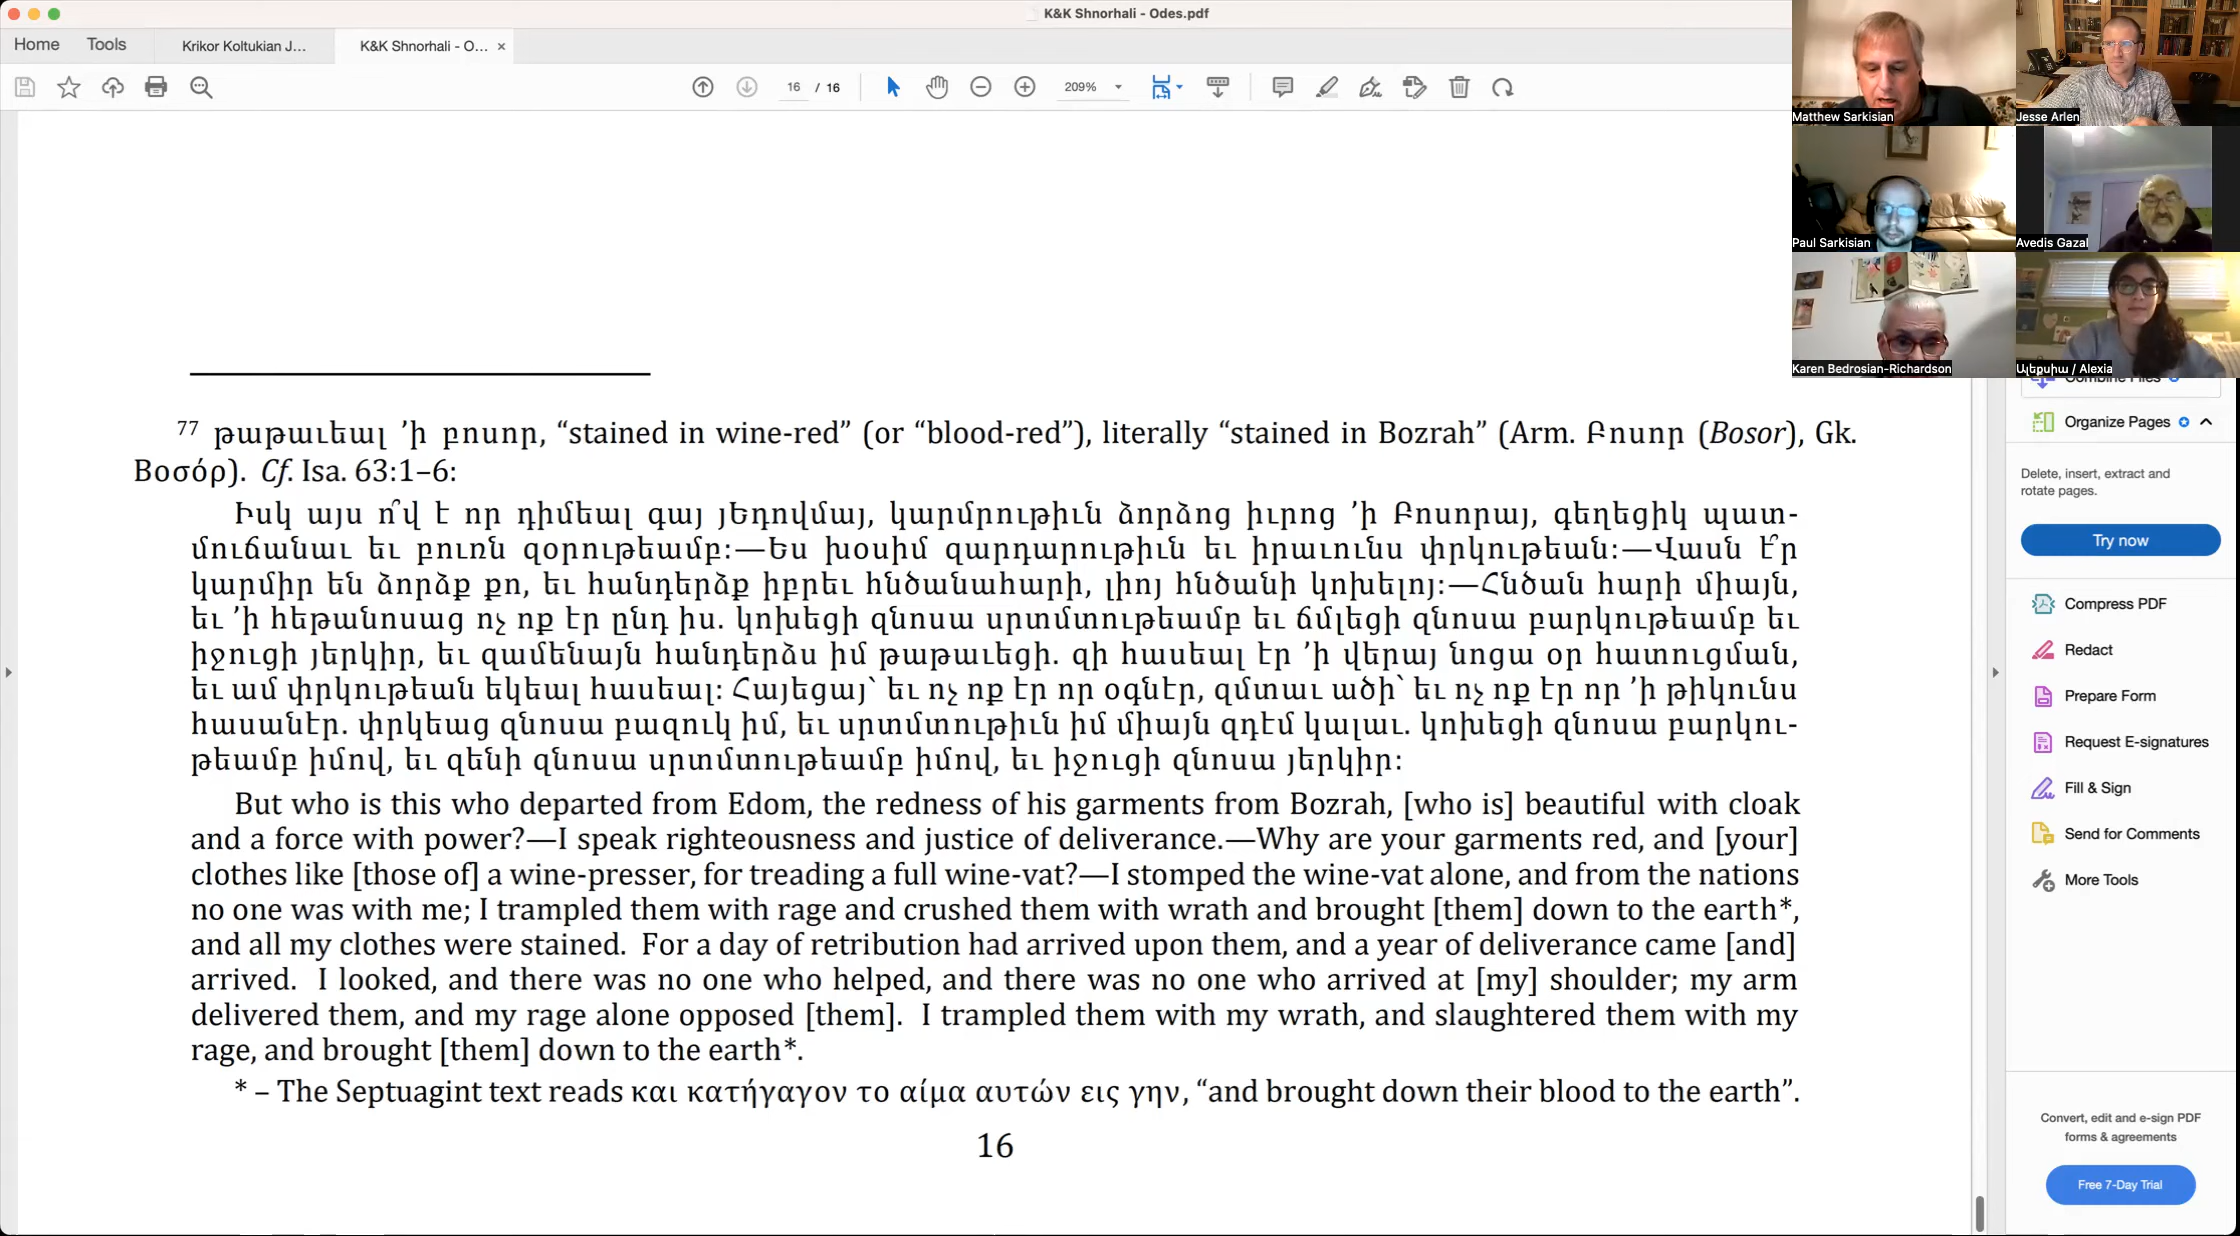 K&K Shnorhali - Odes.pdf
Home
Tools
Krikor Koltukian J...
K&K Shnorhali - O...
16 / 16
209%
Matthew Sarkisian
Jesse Arlen
Paul Sarkisian
Avedis Gazal
Karen Bedrosian-Richardson
Ալեքսիա / Alexia
77 թաթաւեալ ’ի բոսոր, “stained in wine-red” (or “blood-red”), literally “stained in Bozrah” (Arm. Բոսոր (Bosor), Gk.
Βοσόρ). Cf. Isa. 63:1–6:
Իսկ այս ո՞վ է որ դիմեալ գայ յԵդովմայ, կարմրութիւն ձորձոց իւրոց ’ի Բոսորայ, գեղեցիկ պատ-
մուճանաւ եւ բուռն զօրութեամբ:—Ես խօսիմ զարդարութիւն եւ իրաւունս փրկութեան:—Վասն է՞ր
կարմիր են ձորձք քո, եւ հանդերձք իբրեւ հնծանահարի, լիոյ հնծանի կոխելոյ:—Հնծան հարի միայն,
եւ ’ի հեթանոսաց ոչ ոք էր ընդ իս. կոխեցի զնոսա սրտմտութեամբ եւ ճմլեցի զնոսա բարկութեամբ եւ
իջուցի յերկիր, եւ զամենայն հանդերձս իմ թաթաւեցի. զի հասեալ էր ’ի վերայ նոցա օր հատուցման,
եւ ամ փրկութեան եկեալ հասեալ: Հայեցայ՝ եւ ոչ ոք էր որ օգնէր, զմտաւ ածի՝ եւ ոչ ոք էր որ ’ի թիկունս
հասանէր. փրկեաց զնոսա բազուկ իմ, եւ սրտմտութիւն իմ միայն զդէմ կալաւ. կոխեցի զնոսա բարկու-
թեամբ իմով, եւ զենի զնոսա սրտմտութեամբ իմով, եւ իջուցի զնոսա յերկիր:
But who is this who departed from Edom, the redness of his garments from Bozrah, [who is] beautiful with cloak
and a force with power?—I speak righteousness and justice of deliverance.—Why are your garments red, and [your]
clothes like [those of] a wine-presser, for treading a full wine-vat?—I stomped the wine-vat alone, and from the nations
no one was with me; I trampled them with rage and crushed them with wrath and brought [them] down to the earth*,
and all my clothes were stained. For a day of retribution had arrived upon them, and a year of deliverance came [and]
arrived. I looked, and there was no one who helped, and there was no one who arrived at [my] shoulder; my arm
delivered them, and my rage alone opposed [them]. I trampled them with my wrath, and slaughtered them with my
rage, and brought [them] down to the earth*.
* – The Septuagint text reads και κατήγαγον το αίμα αυτών εις γην, “and brought down their blood to the earth”.
16
Combine Files
Organize Pages
Delete, insert, extract and
rotate pages.
Try now
Compress PDF
Redact
Prepare Form
Request E-signatures
Fill & Sign
Send for Comments
More Tools
Convert, edit and e-sign PDF
forms & agreements
Free 7-Day Trial